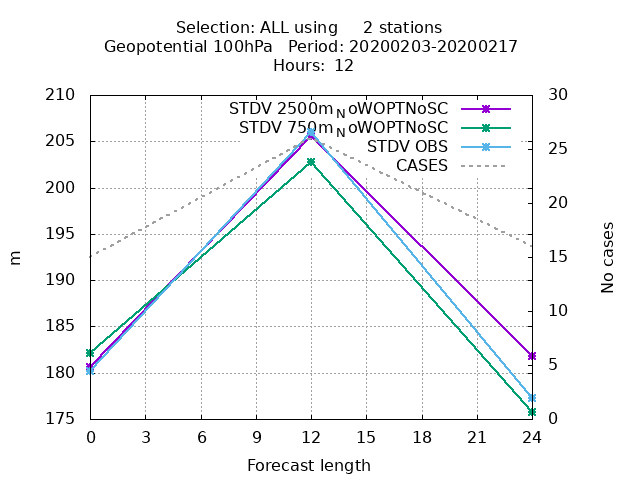 Selection: ALL using 2 stations
Geopotential 100hPa Period: 20200203-20200217
Hours: 12
210
205
200
195
190
185
180
175
m
30
25
20
15
10
5
0
No cases
STDV 2500mNoWOPTNoSC
STDV 750mNoWOPTNoSC
STDV OBS
CASES
0 3 6 9 12 15 18 21 24
Forecast length